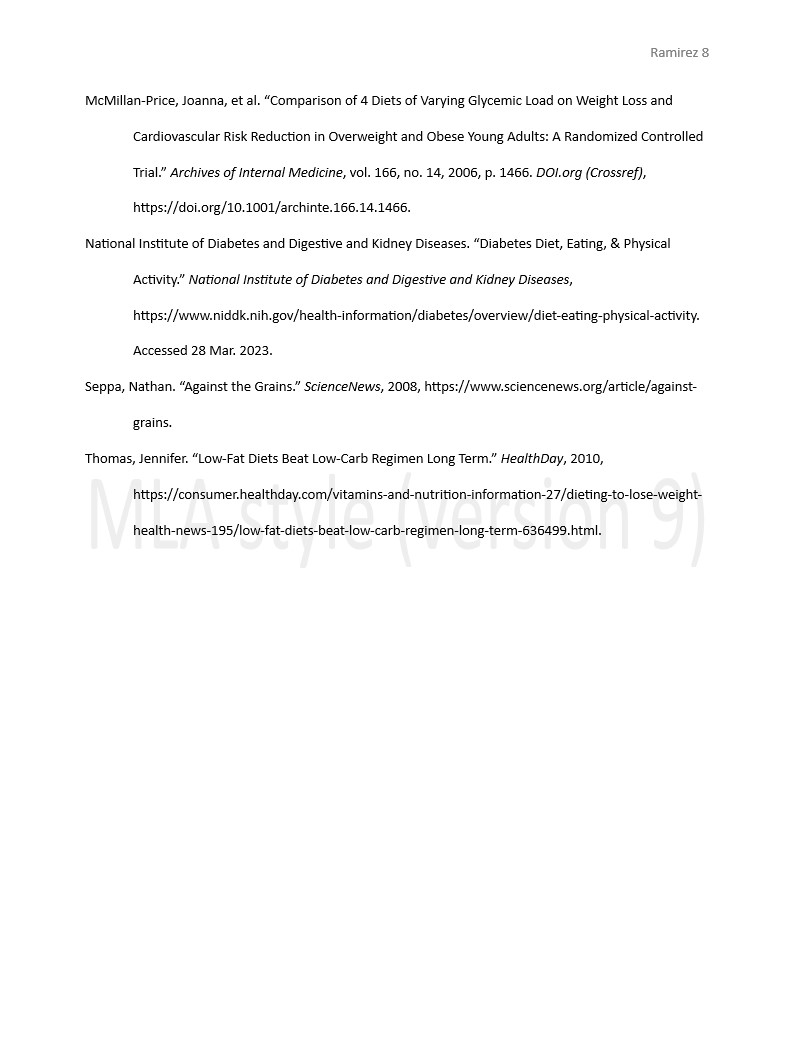 Ramirez 8
McMillan-Price, Joanna, et al. “Comparison of 4 Diets of Varying Glycemic Load on Weight Loss and
Cardiovascular Risk Reduction in Overweight and Obese Young Adults: A Randomized Controlled
Trial.” Archives of Internal Medicine, vol. 166, no. 14, 2006, p. 1466. DOI.org (Crossref),
https://doi.org/10.1001/archinte.166.14.1466.
National Institute of Diabetes and Digestive and Kidney Diseases. “Diabetes Diet, Eating, & Physical
Activity.” National Institute of Diabetes and Digestive and Kidney Diseases,
https://www.niddk.nih.gov/health-information/diabetes/overview/diet-eating-physical-activity.
Accessed 28 Mar. 2023.
Seppa, Nathan. “Against the Grains.” ScienceNews, 2008, https://www.sciencenews.org/article/against-
grains.
Thomas, Jennifer. “Low-Fat Diets Beat Low-Carb Regimen Long Term.” HealthDay, 2010,
https://consumer.healthday.com/vitamins-and-nutrition-information-27/dieting-to-lose-weight-
health-news-195/low-fat-diets-beat-low-carb-regimen-long-term-636499.html.
MLA style (version 9)